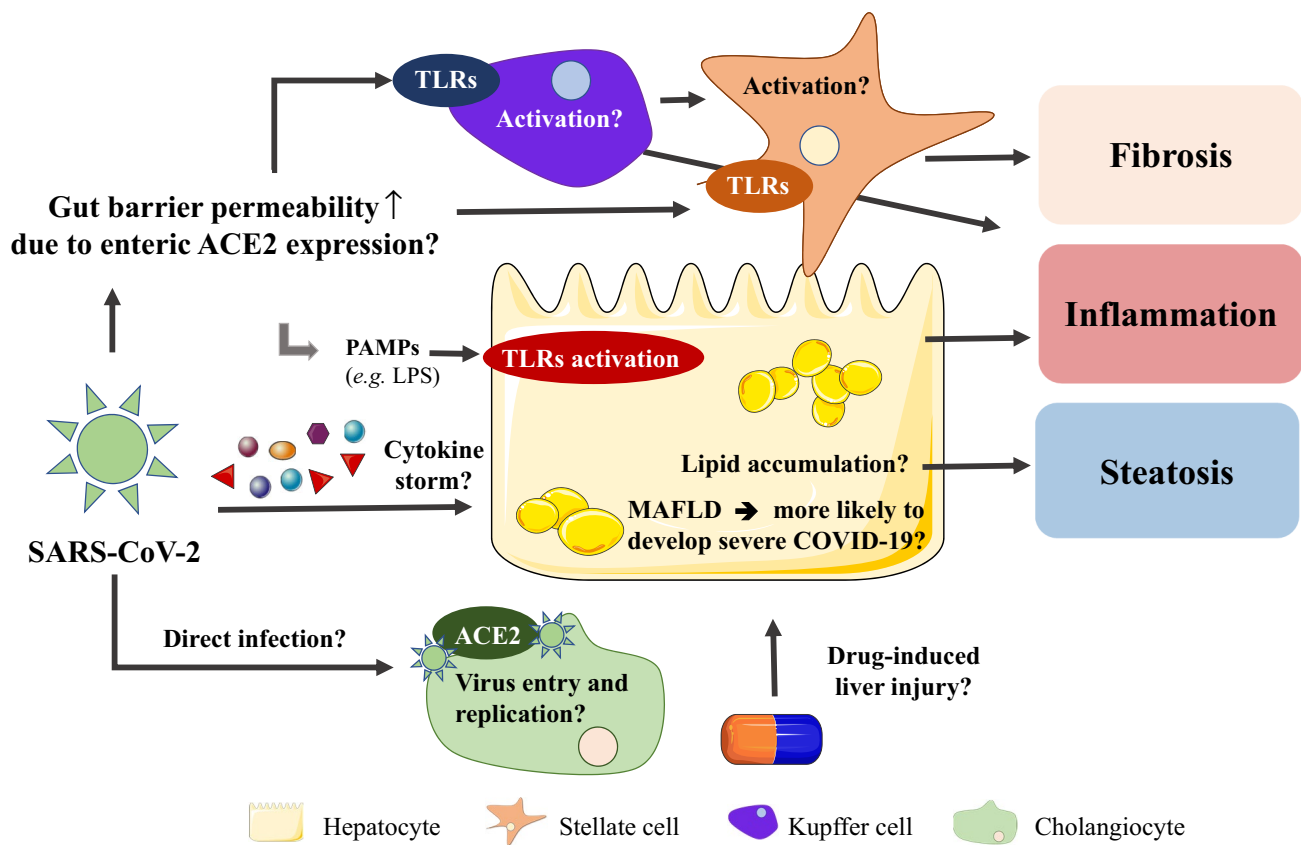 TLRs
Activation?
Activation?
TLRs
Fibrosis
Gut barrier permeability ↑
due to enteric ACE2 expression?
Inflammation
PAMPs
(e.g. LPS)
TLRs activation
Cytokine
storm?
Lipid accumulation?
Steatosis
MAFLD ➔ more likely to
develop severe COVID-19?
SARS-CoV-2
Direct infection?
ACE2
Virus entry and
replication?
Drug-induced
liver injury?
Hepatocyte
Stellate cell
Kupffer cell
Cholangiocyte